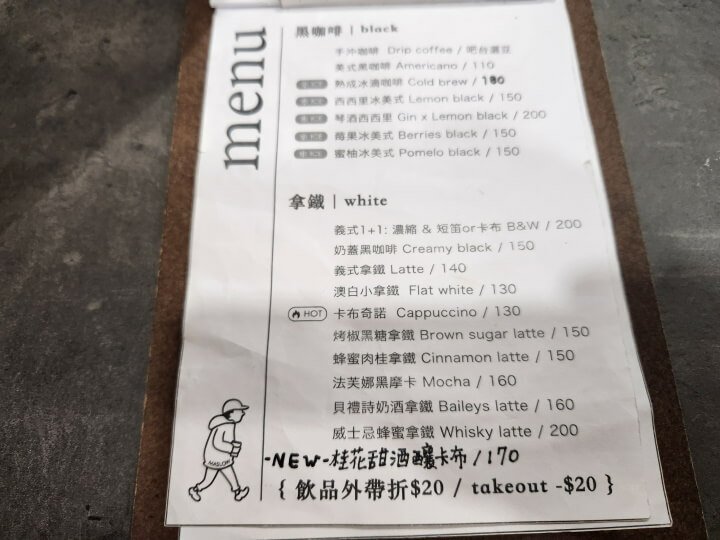 menu
黑咖啡 | black
手沖咖啡 Drip coffee / 吧台選豆
美式黑咖啡 Americano / 110
ICE 熟成冰滴咖啡 Cold brew / 180
ICE 西西里冰美式 Lemon black / 150
ICE 琴酒西西里 Gin x Lemon black / 200
ICE 莓果冰美式 Berries black / 150
ICE 蜜柚冰美式 Pomelo black / 150
拿鐵 | white
義式1+1: 濃縮 & 短笛or卡布 B&W / 200
奶蓋黑咖啡 Creamy black / 150
義式拿鐵 Latte / 140
澳白小拿鐵 Flat white / 130
HOT 卡布奇諾 Cappuccino / 130
烤椒黑糖拿鐵 Brown sugar latte / 150
蜂蜜肉桂拿鐵 Cinnamon latte / 150
法芙娜黑摩卡 Mocha / 160
貝禮詩奶酒拿鐵 Baileys latte / 160
威士忌蜂蜜拿鐵 Whisky latte / 200
-NEW-桂花甜酒釀卡布 / 170
{ 飲品外帶折$20 / takeout -$20 }